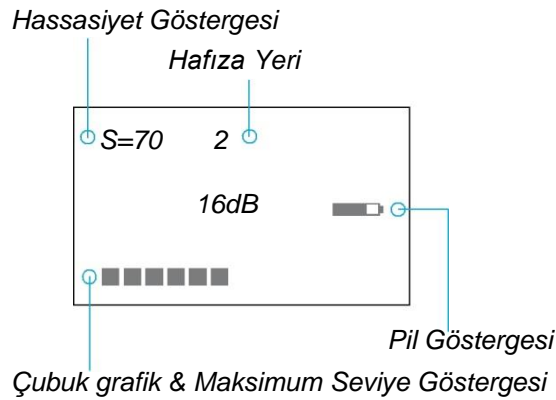 Hassasiyet Göstergesi
Hafıza Yeri
S=70 2
16dB
Pil Göstergesi
Çubuk grafik & Maksimum Seviye Göstergesi